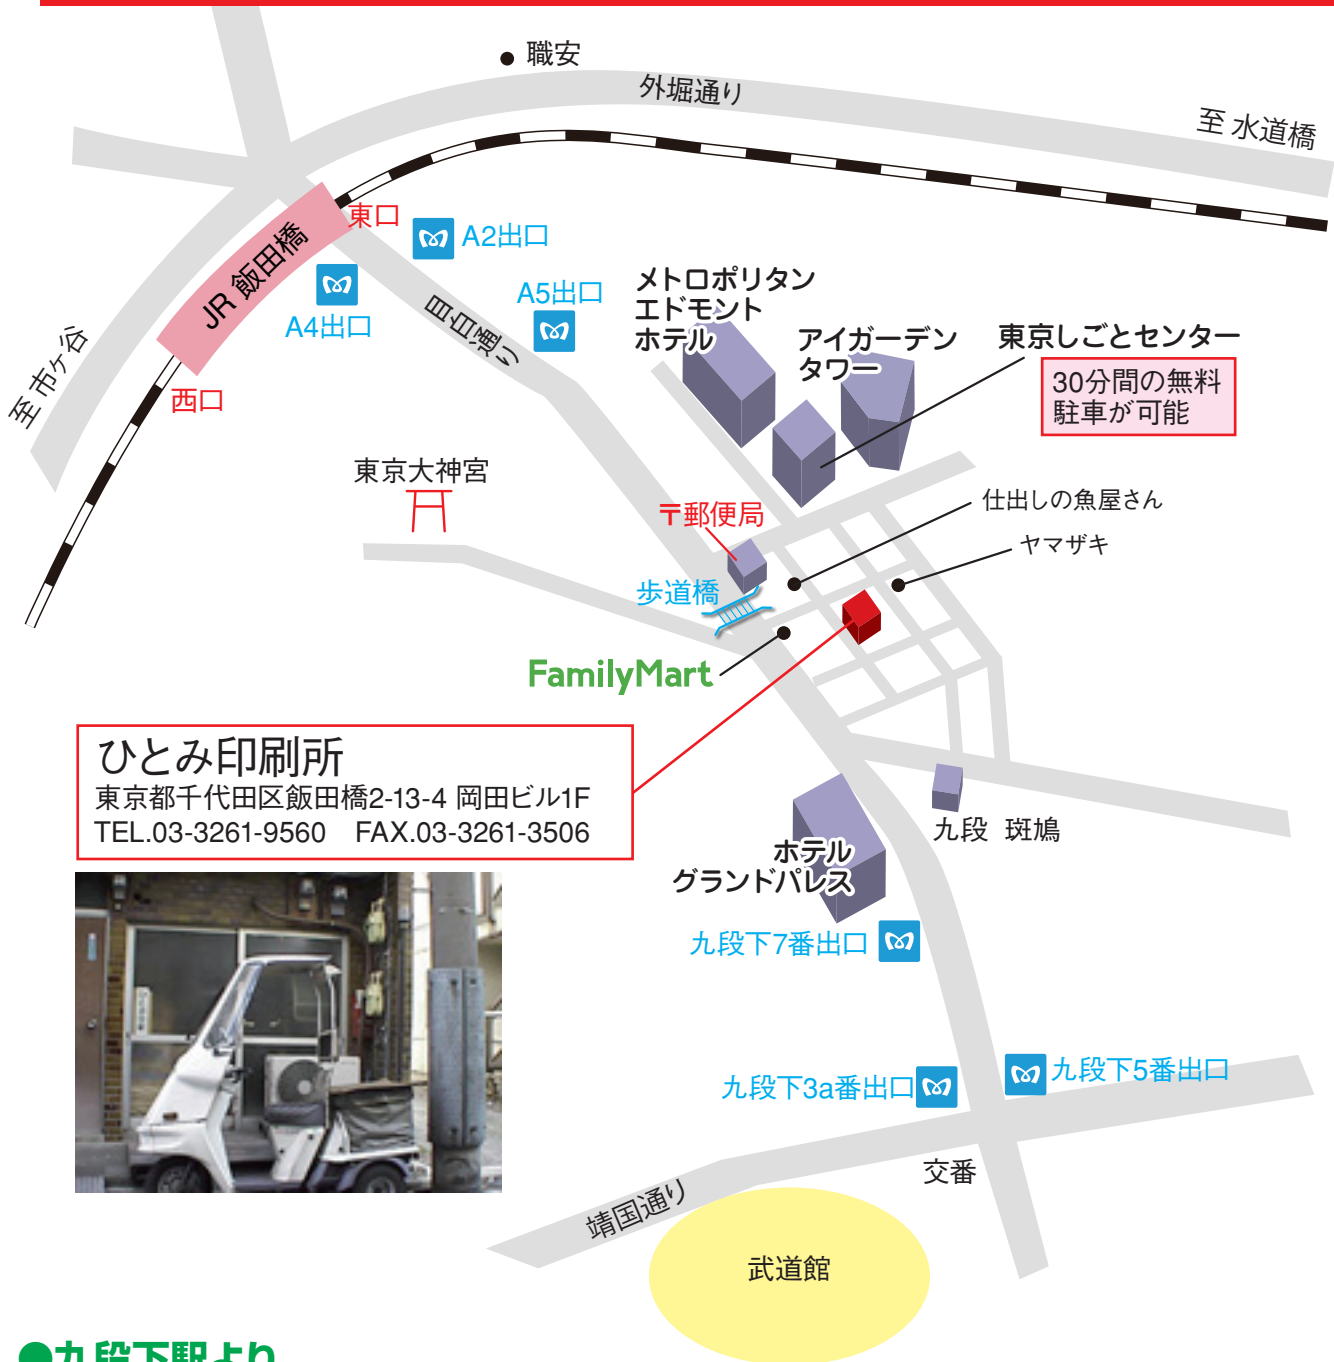 職安
外堀通り
至 水道橋
東口
A2出口
JR 飯田橋
A4出口
A5出口
目白通り
至 市ヶ谷
西口
メトロポリタン
エドモント
ホテル
アイガーデン
タワー
東京しごとセンター
30分間の無料
駐車が可能
東京大神宮
〒郵便局
仕出しの魚屋さん
ヤマザキ
歩道橋
FamilyMart
ひとみ印刷所
東京都千代田区飯田橋2-13-4 岡田ビル1F
TEL.03-3261-9560 FAX.03-3261-3506
九段 斑鳩
ホテル
グランドパレス
九段下7番出口
九段下3a番出口
九段下5番出口
交番
靖国通り
武道館
●九段下駅より